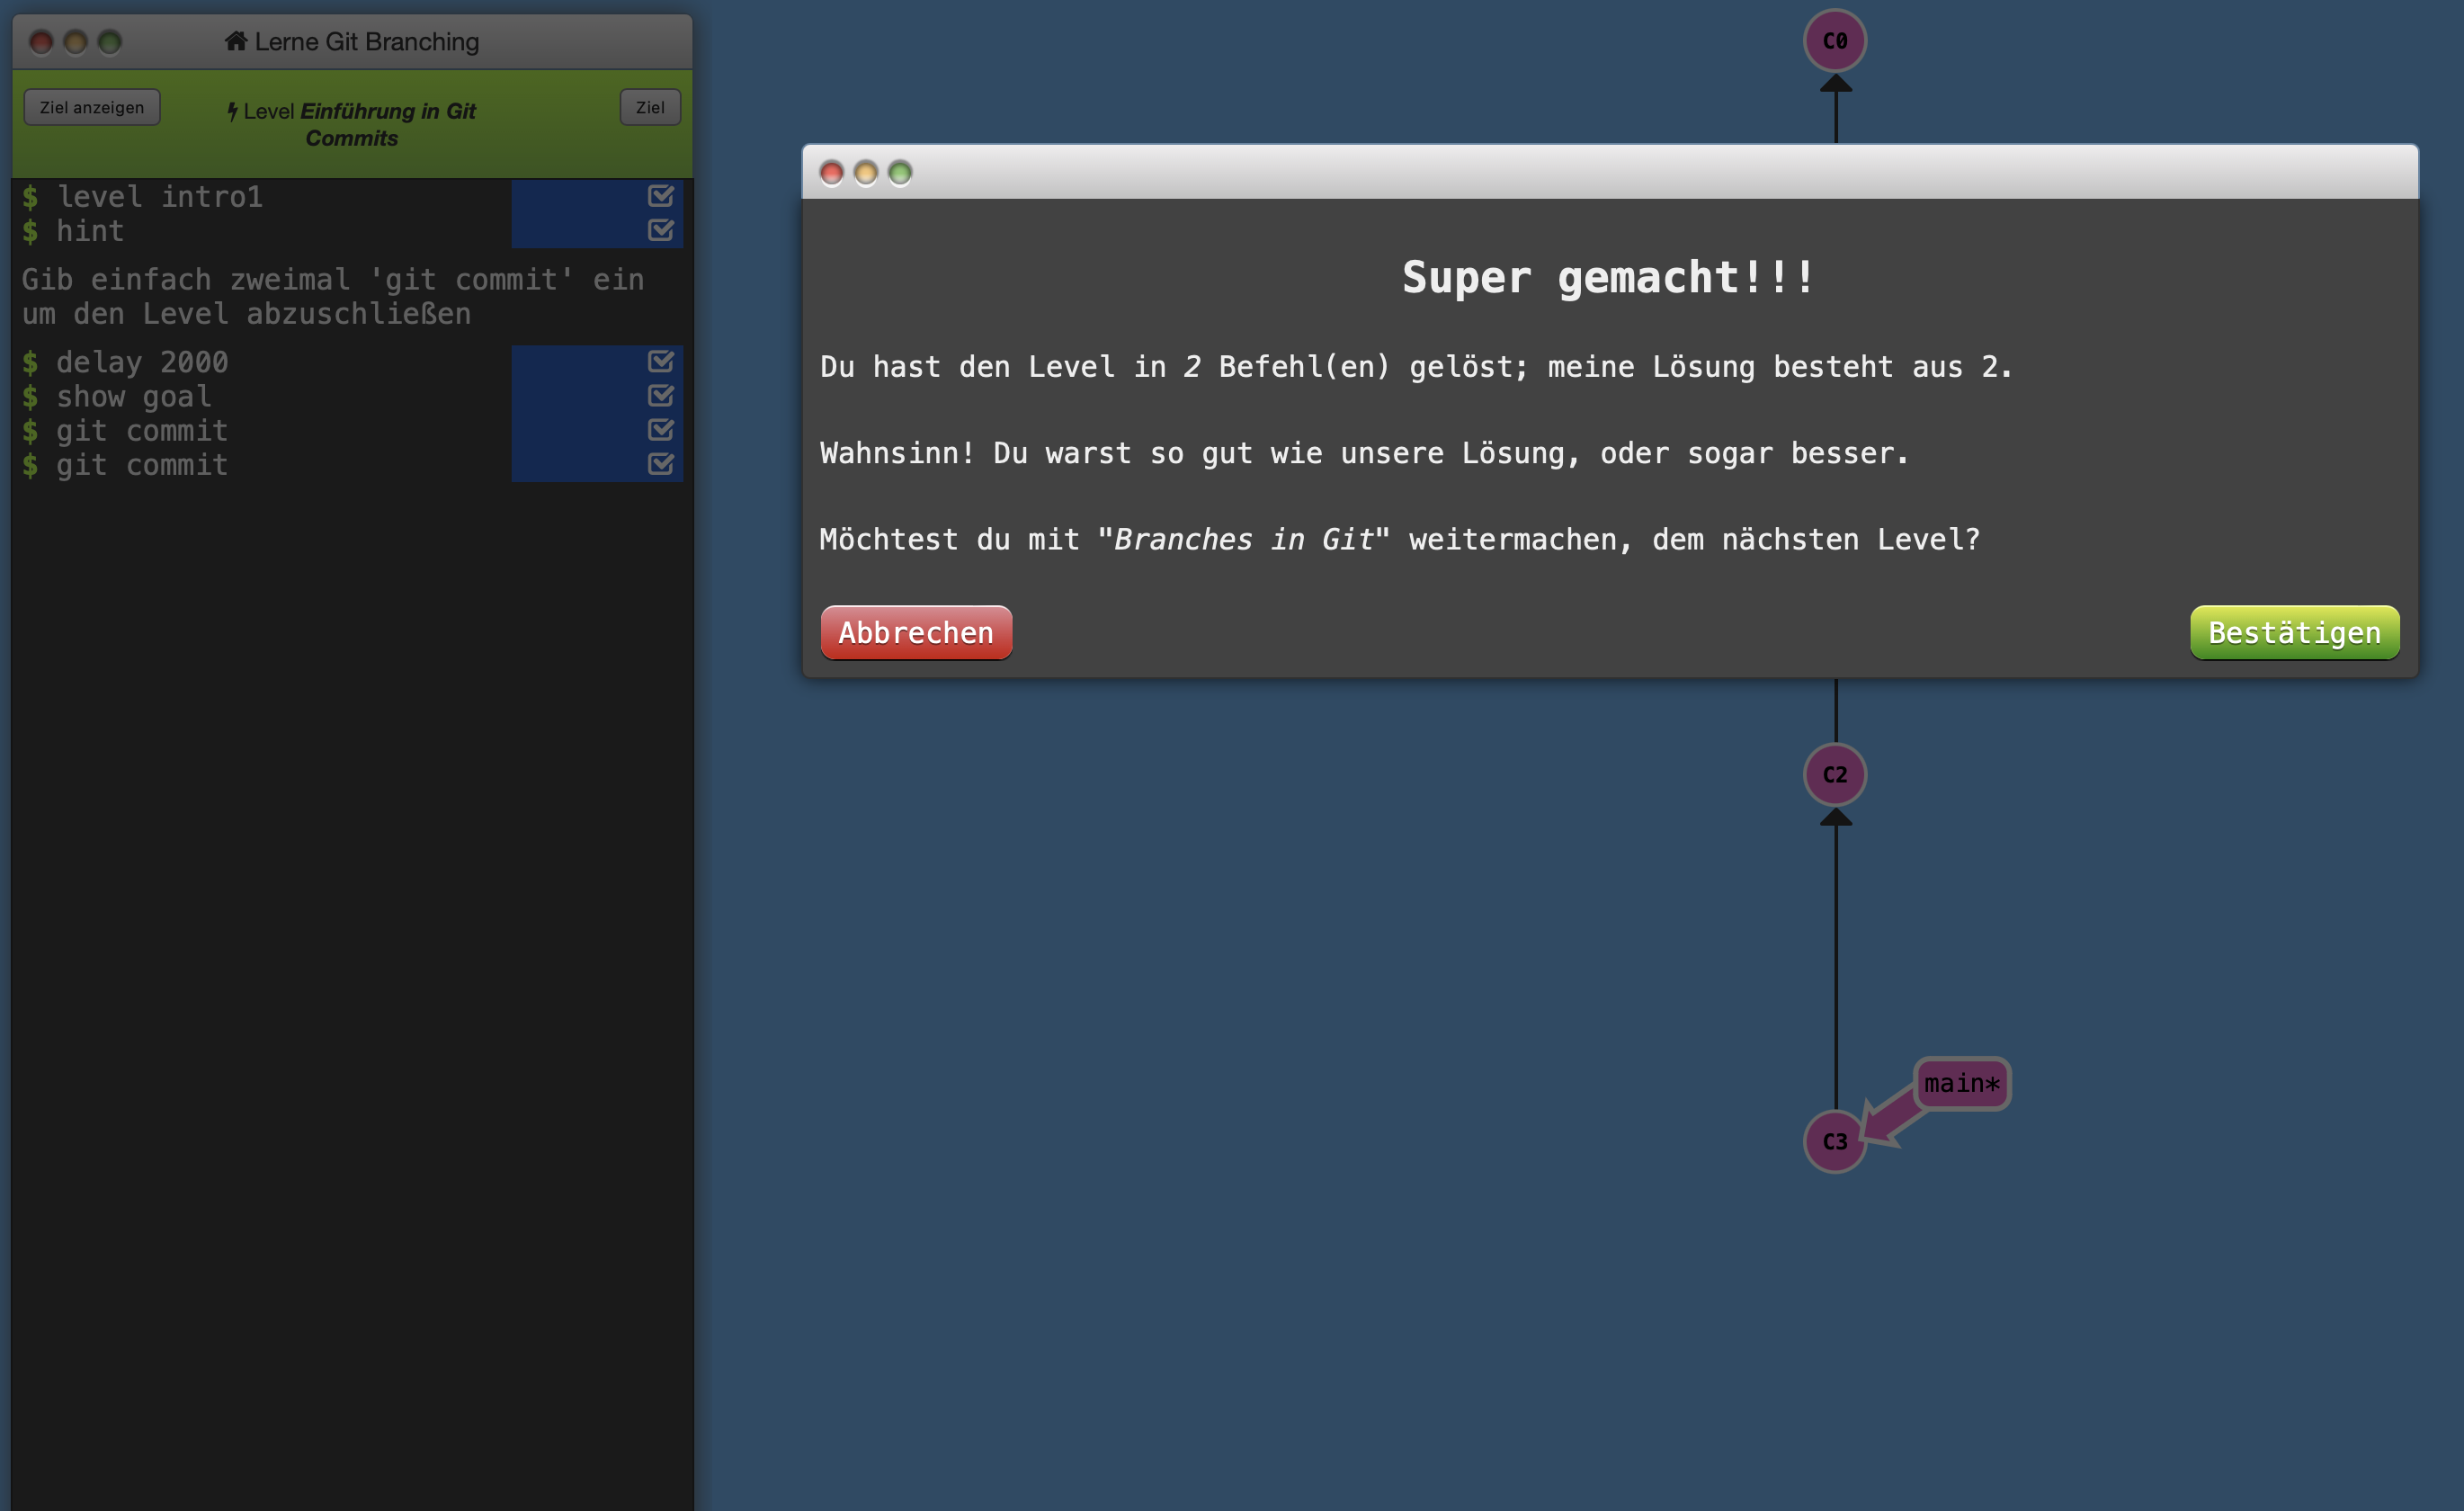 Lerne Git Branching
Ziel anzeigen
Level Einführung in Git
Commits
Ziel
$ level intro1
$ hint
Gib einfach zweimal 'git commit' ein
um den Level abzuschließen
$ delay 2000
$ show goal
$ git commit
$ git commit
C0
Super gemacht!!!
Du hast den Level in 2 Befehl(en) gelöst; meine Lösung besteht aus 2.
Wahnsinn! Du warst so gut wie unsere Lösung, oder sogar besser.
Möchtest du mit "Branches in Git" weitermachen, dem nächsten Level?
Abbrechen
Bestätigen
C2
main*
C3